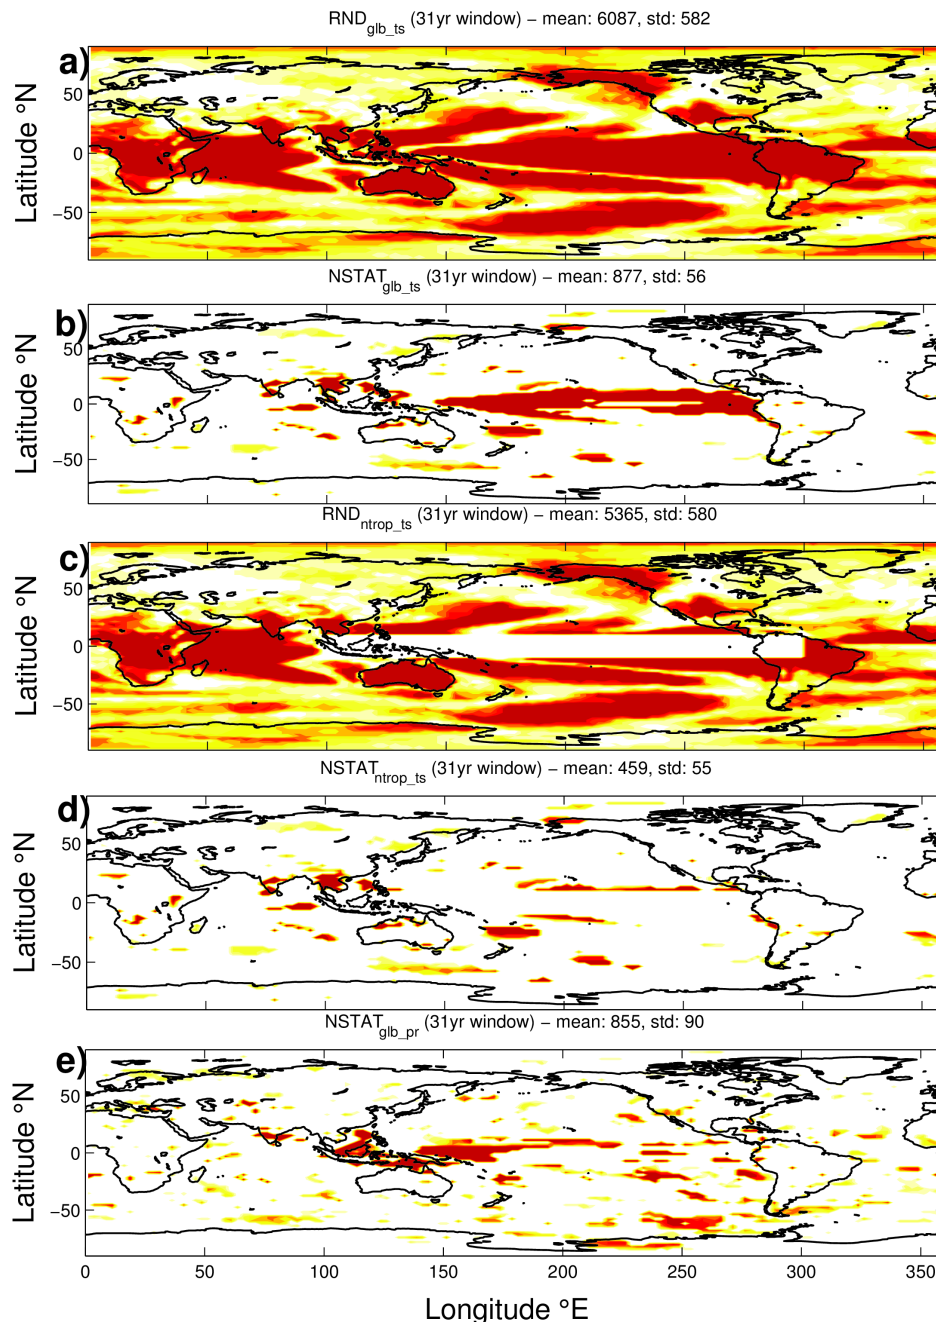 RND_glb_ts (31yr window) – mean: 6087, std: 582
a)
50
0
−50
Latitude °N
NSTAT_glb_ts (31yr window) – mean: 877, std: 56
b)
50
0
−50
Latitude °N
RND_ntrop_ts (31yr window) – mean: 5365, std: 580
c)
50
0
−50
Latitude °N
NSTAT_ntrop_ts (31yr window) – mean: 459, std: 55
d)
50
0
−50
Latitude °N
NSTAT_glb_pr (31yr window) – mean: 855, std: 90
e)
50
0
−50
Latitude °N
0 50 100 150 200 250 300 350
Longitude °E